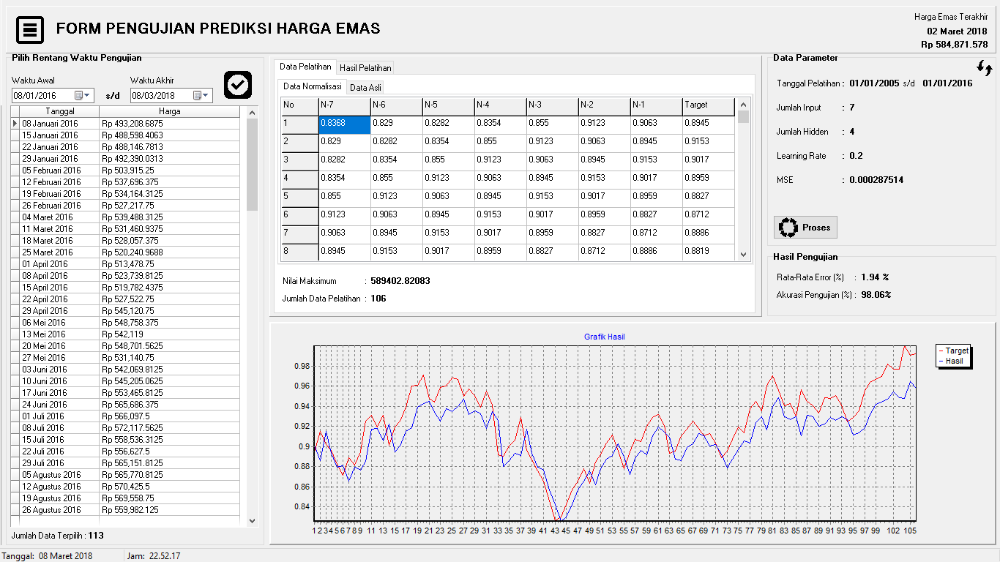 FORM PENGUJIAN PREDIKSI HARGA EMAS
Harga Emas Terakhir
02 Maret 2018
Rp 584,871.578
Pilih Rentang Waktu Pengujian
Waktu Awal Waktu Akhir
08/01/2016 s/d 08/03/2018
Tanggal Harga
08 Januari 2016 Rp 493,208.6875
15 Januari 2016 Rp 488,598.4063
22 Januari 2016 Rp 488,146.7813
29 Januari 2016 Rp 492,390.0313
05 Februari 2016 Rp 503,915.25
12 Februari 2016 Rp 537,696.375
19 Februari 2016 Rp 534,164.3125
26 Februari 2016 Rp 527,217.75
04 Maret 2016 Rp 539,488.3125
11 Maret 2016 Rp 531,460.9375
18 Maret 2016 Rp 528,057.375
25 Maret 2016 Rp 520,240.9688
01 April 2016 Rp 513,478.75
08 April 2016 Rp 523,739.8125
15 April 2016 Rp 519,782.4375
22 April 2016 Rp 527,522.75
29 April 2016 Rp 545,120.75
06 Mei 2016 Rp 548,758.375
13 Mei 2016 Rp 542,119
20 Mei 2016 Rp 548,701.5625
27 Mei 2016 Rp 531,140.75
03 Juni 2016 Rp 542,069.8125
10 Juni 2016 Rp 545,205.0625
17 Juni 2016 Rp 553,465.8125
24 Juni 2016 Rp 565,686.375
01 Juli 2016 Rp 566,097.5
08 Juli 2016 Rp 572,117.5625
15 Juli 2016 Rp 558,536.3125
22 Juli 2016 Rp 556,627.5
29 Juli 2016 Rp 565,151.8125
05 Agustus 2016 Rp 565,770.8125
12 Agustus 2016 Rp 570,425.5
19 Agustus 2016 Rp 569,558.75
26 Agustus 2016 Rp 559,982.125
Jumlah Data Terpilih : 113
Data Pelatihan Hasil Pelatihan
Data Normalisasi Data Asli
No N-7 N-6 N-5 N-4 N-3 N-2 N-1 Target
1 0.8368 0.829 0.8282 0.8354 0.855 0.9123 0.9063 0.8945
2 0.829 0.8282 0.8354 0.855 0.9123 0.9063 0.8945 0.9153
3 0.8282 0.8354 0.855 0.9123 0.9063 0.8945 0.9153 0.9017
4 0.8354 0.855 0.9123 0.9063 0.8945 0.9153 0.9017 0.8959
5 0.855 0.9123 0.9063 0.8945 0.9153 0.9017 0.8959 0.8827
6 0.9123 0.9063 0.8945 0.9153 0.9017 0.8959 0.8827 0.8712
7 0.9063 0.8945 0.9153 0.9017 0.8959 0.8827 0.8712 0.8886
8 0.8945 0.9153 0.9017 0.8959 0.8827 0.8712 0.8886 0.8819
Nilai Maksimum : 589402.82083
Jumlah Data Pelatihan : 106
Data Parameter
Tanggal Pelatihan : 01/01/2005 s/d 01/01/2016
Jumlah Input : 7
Jumlah Hidden : 4
Learning Rate : 0.2
MSE : 0.000287514
Proses
Hasil Pengujian
Rata-Rata Error (%) : 1.94 %
Akurasi Pengujian (%) : 98.06%
Grafik Hasil
Target
Hasil
0.98
0.96
0.94
0.92
0.9
0.88
0.86
0.84
1 2 3 4 5 6 7 8 9 11 13 15 17 19 21 23 25 27 29 31 33 35 37 39 41 43 45 47 49 51 53 55 57 59 61 63 65 67 69 71 73 75 77 79 81 83 85 87 89 91 93 95 97 99 102 105
Tanggal: 08 Maret 2018 Jam: 22.52.17